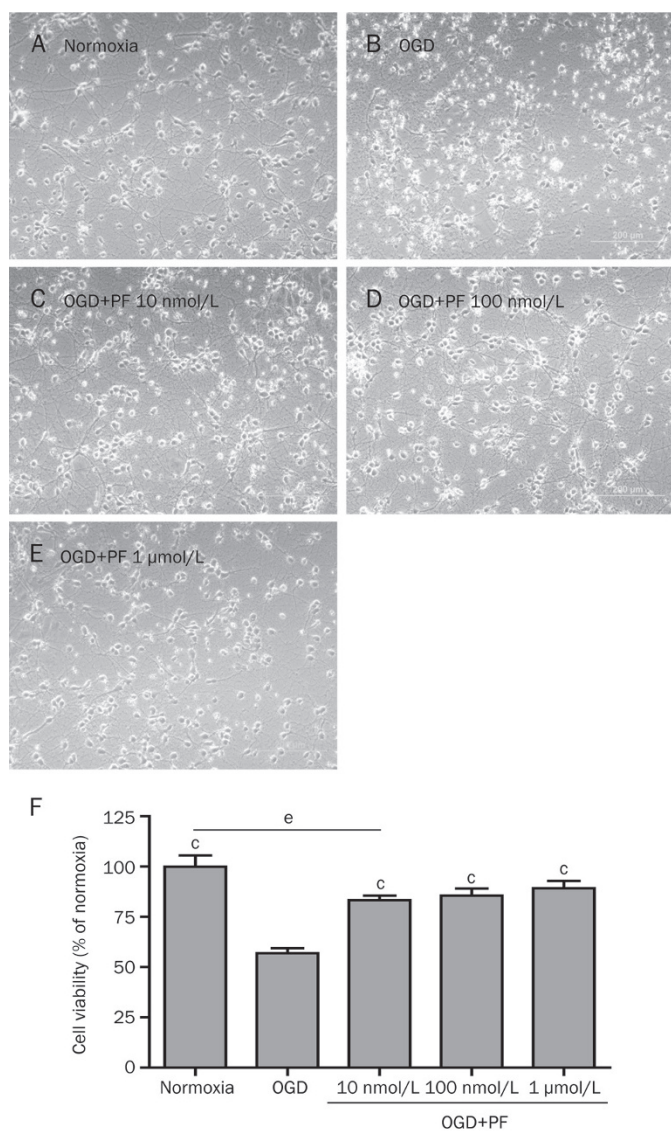 A Normoxia
B OGD
200 µm
C OGD+PF 10 nmol/L
D OGD+PF 100 nmol/L
200 µm
E OGD+PF 1 µmol/L
F
Cell viability (% of normoxia)
125
100
75
50
25
0
e
c
c
c
c
Normoxia OGD 10 nmol/L 100 nmol/L 1 µmol/L
OGD+PF